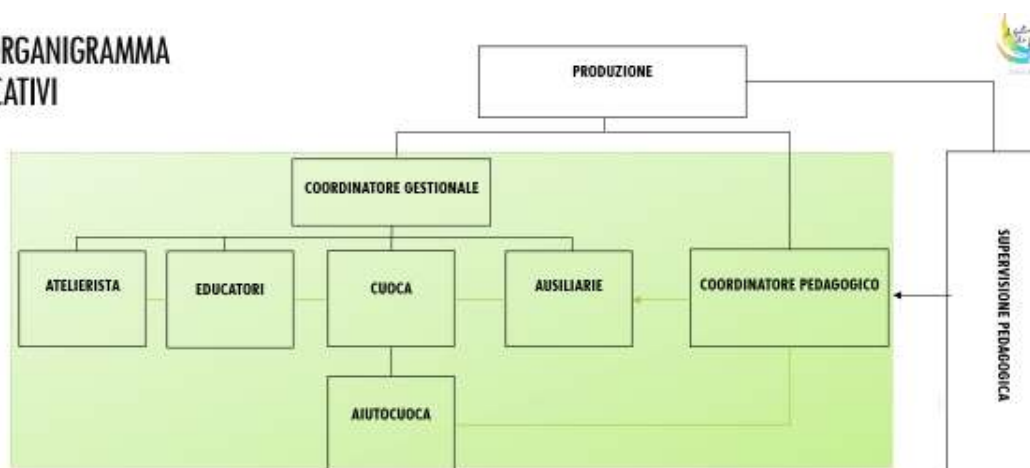 RGANIGRAMMA
CATIVI
PRODUZIONE
COORDINATORE GESTIONALE
ATELIERISTA
EDUCATORI
CUOCA
AUSILIARIE
COORDINATORE PEDAGOGICO
SUPERVISIONE PEDAGOGICA
AIUTOCUOCA